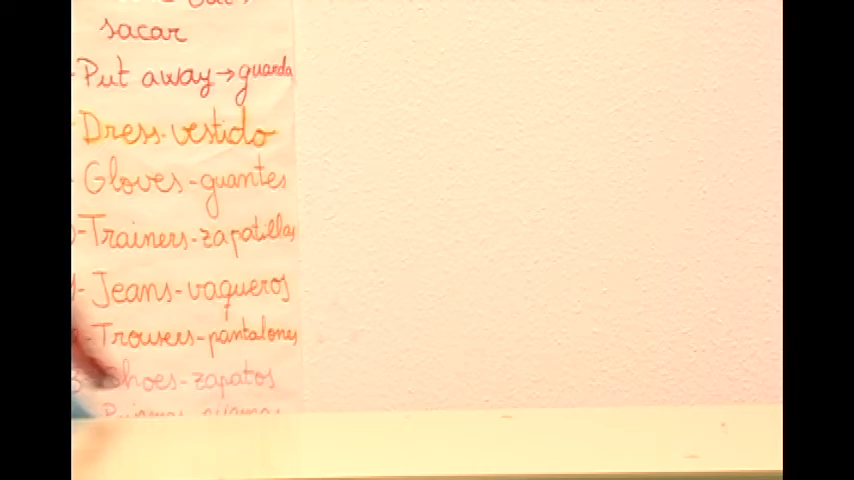 sacar
-Put away→guarda
Dress-vestido
Gloves-guantes
-Trainers-zapatillas
-Jeans-vaqueros
-Trousers-pantalones
Shoes-zapatos